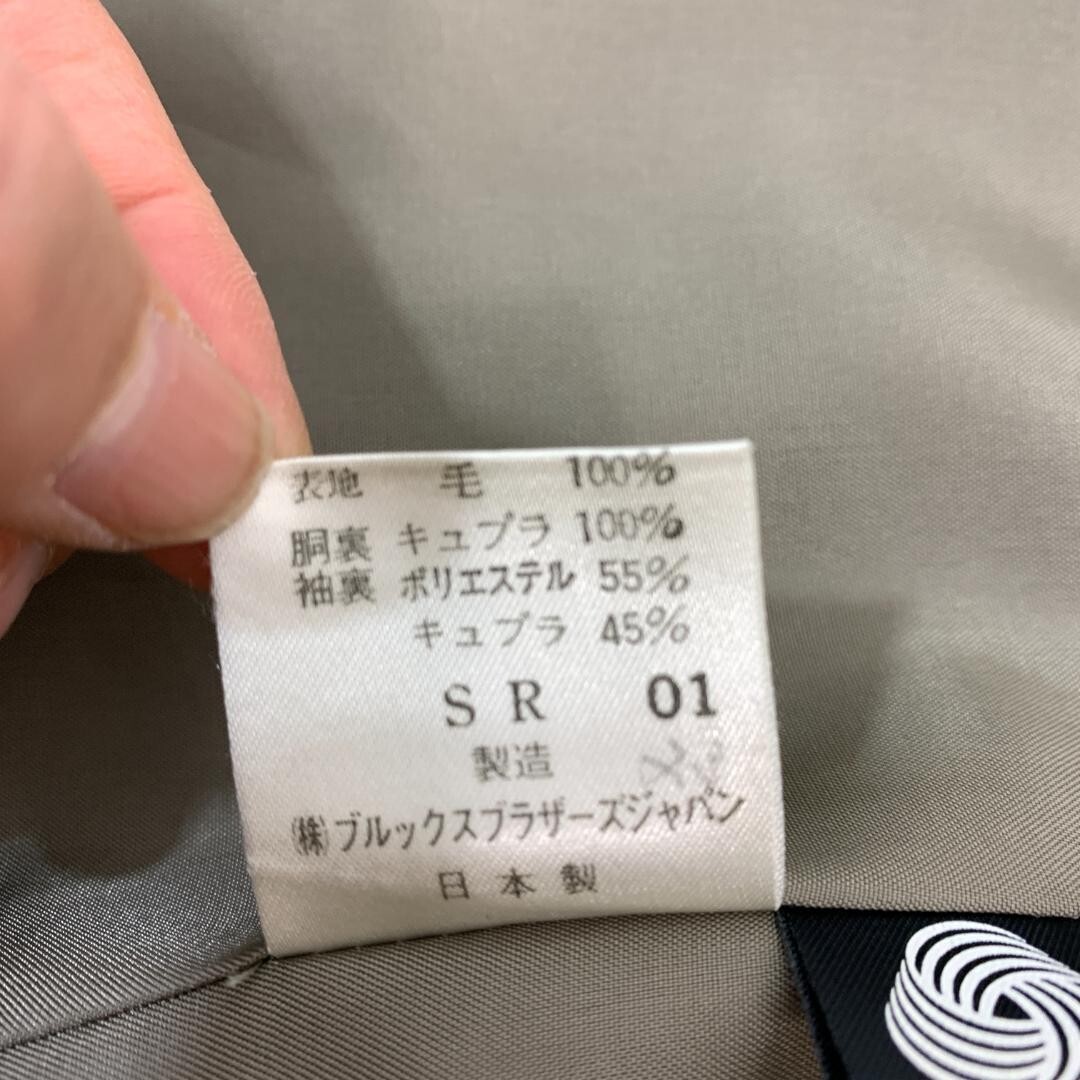 表地 毛 100%
胴裏 キュプラ 100%
袖裏 ポリエステル 55%
キュプラ 45%
SR 01
製造
㈱ブルックスブラザーズジャパン
日本製